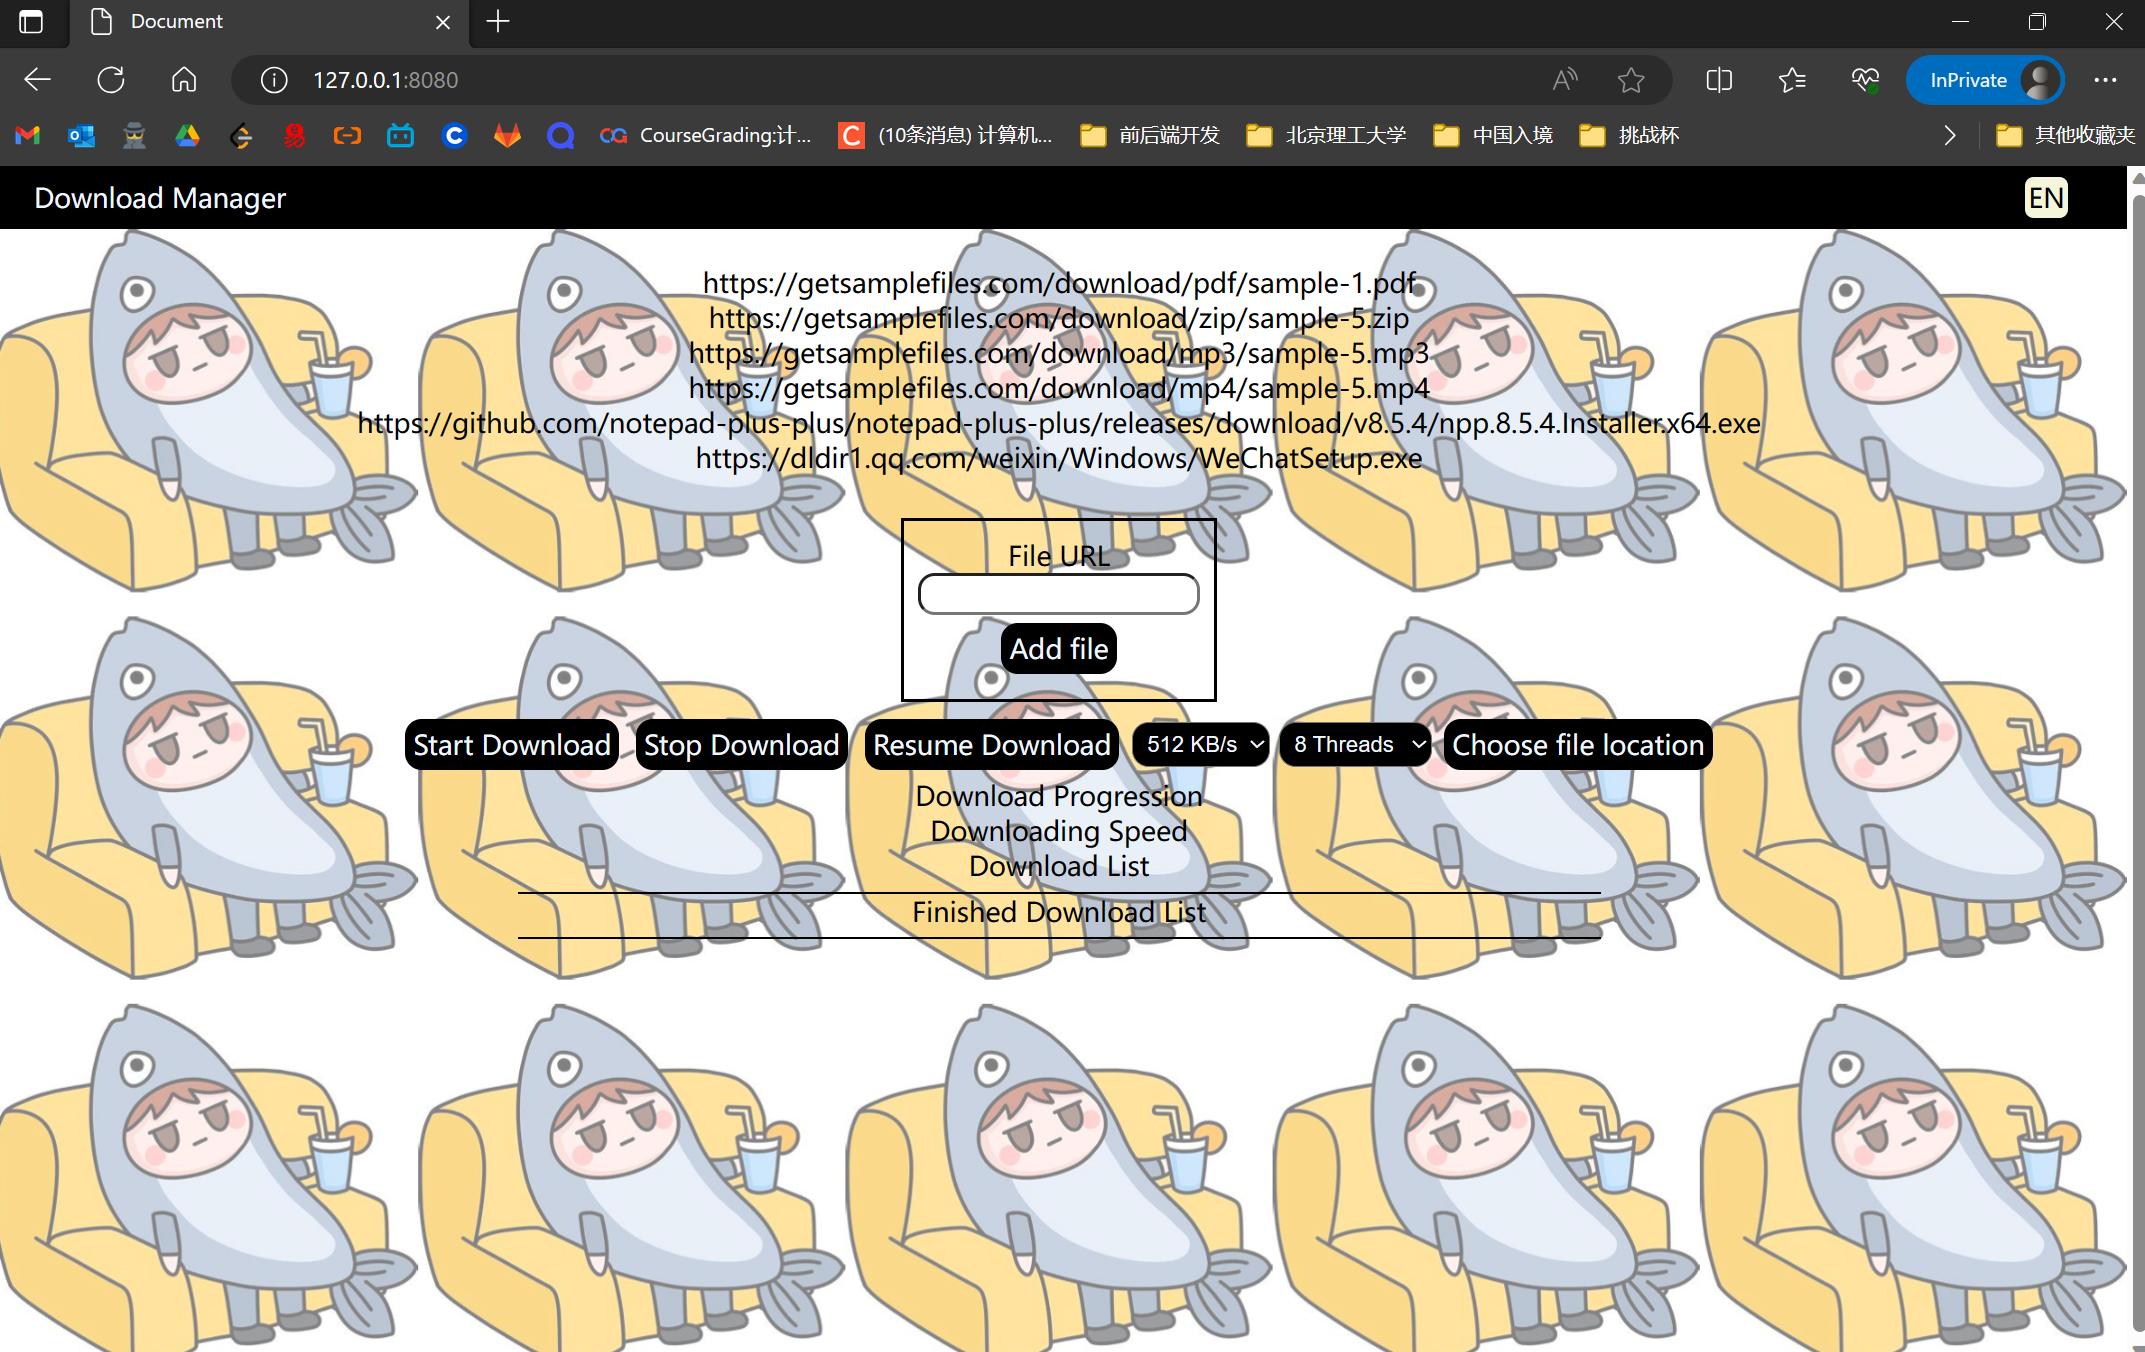 Document
127.0.0.1:8080
InPrivate
CourseGrading:计...
(10条消息) 计算机...
前后端开发
北京理工大学
中国入境
挑战杯
其他收藏夹
Download Manager
EN
https://getsamplefiles.com/download/pdf/sample-1.pdf
https://getsamplefiles.com/download/zip/sample-5.zip
https://getsamplefiles.com/download/mp3/sample-5.mp3
https://getsamplefiles.com/download/mp4/sample-5.mp4
https://github.com/notepad-plus-plus/notepad-plus-plus/releases/download/v8.5.4/npp.8.5.4.Installer.x64.exe
https://dldir1.qq.com/weixin/Windows/WeChatSetup.exe
File URL
Add file
Start Download
Stop Download
Resume Download
512 KB/s
8 Threads
Choose file location
Download Progression
Downloading Speed
Download List
Finished Download List